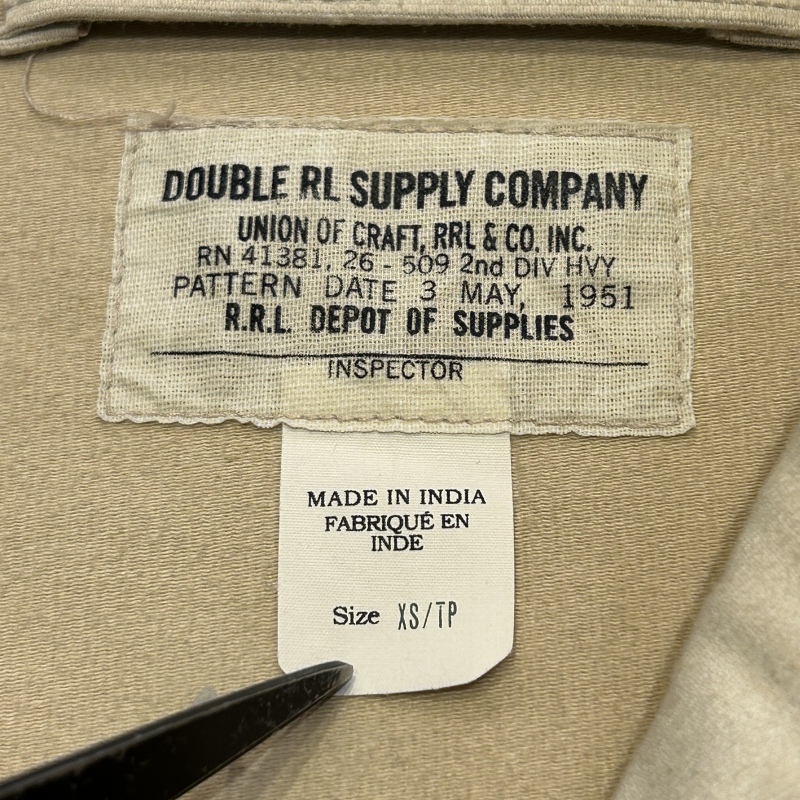 DOUBLE RL SUPPLY COMPANY
UNION OF CRAFT, RRL & CO. INC.
RN 41381, 26 - 509 2nd DIV HVY
PATTERN DATE 3 MAY, 1951
R.R.L. DEPOT OF SUPPLIES
INSPECTOR
MADE IN INDIA
FABRIQUÉ EN
INDE
Size XS/TP